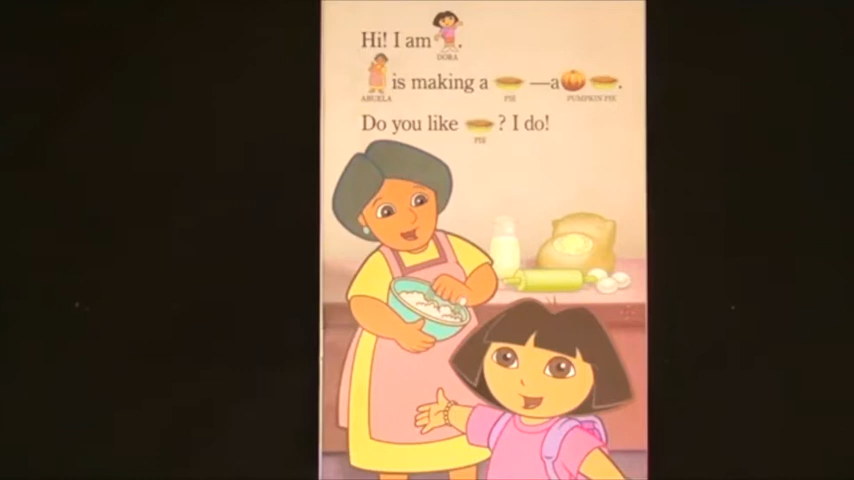 Hi! I am .
DORA
is making a —a .
ABUELA PIE PUMPKIN PIE
Do you like ? I do!
PIE